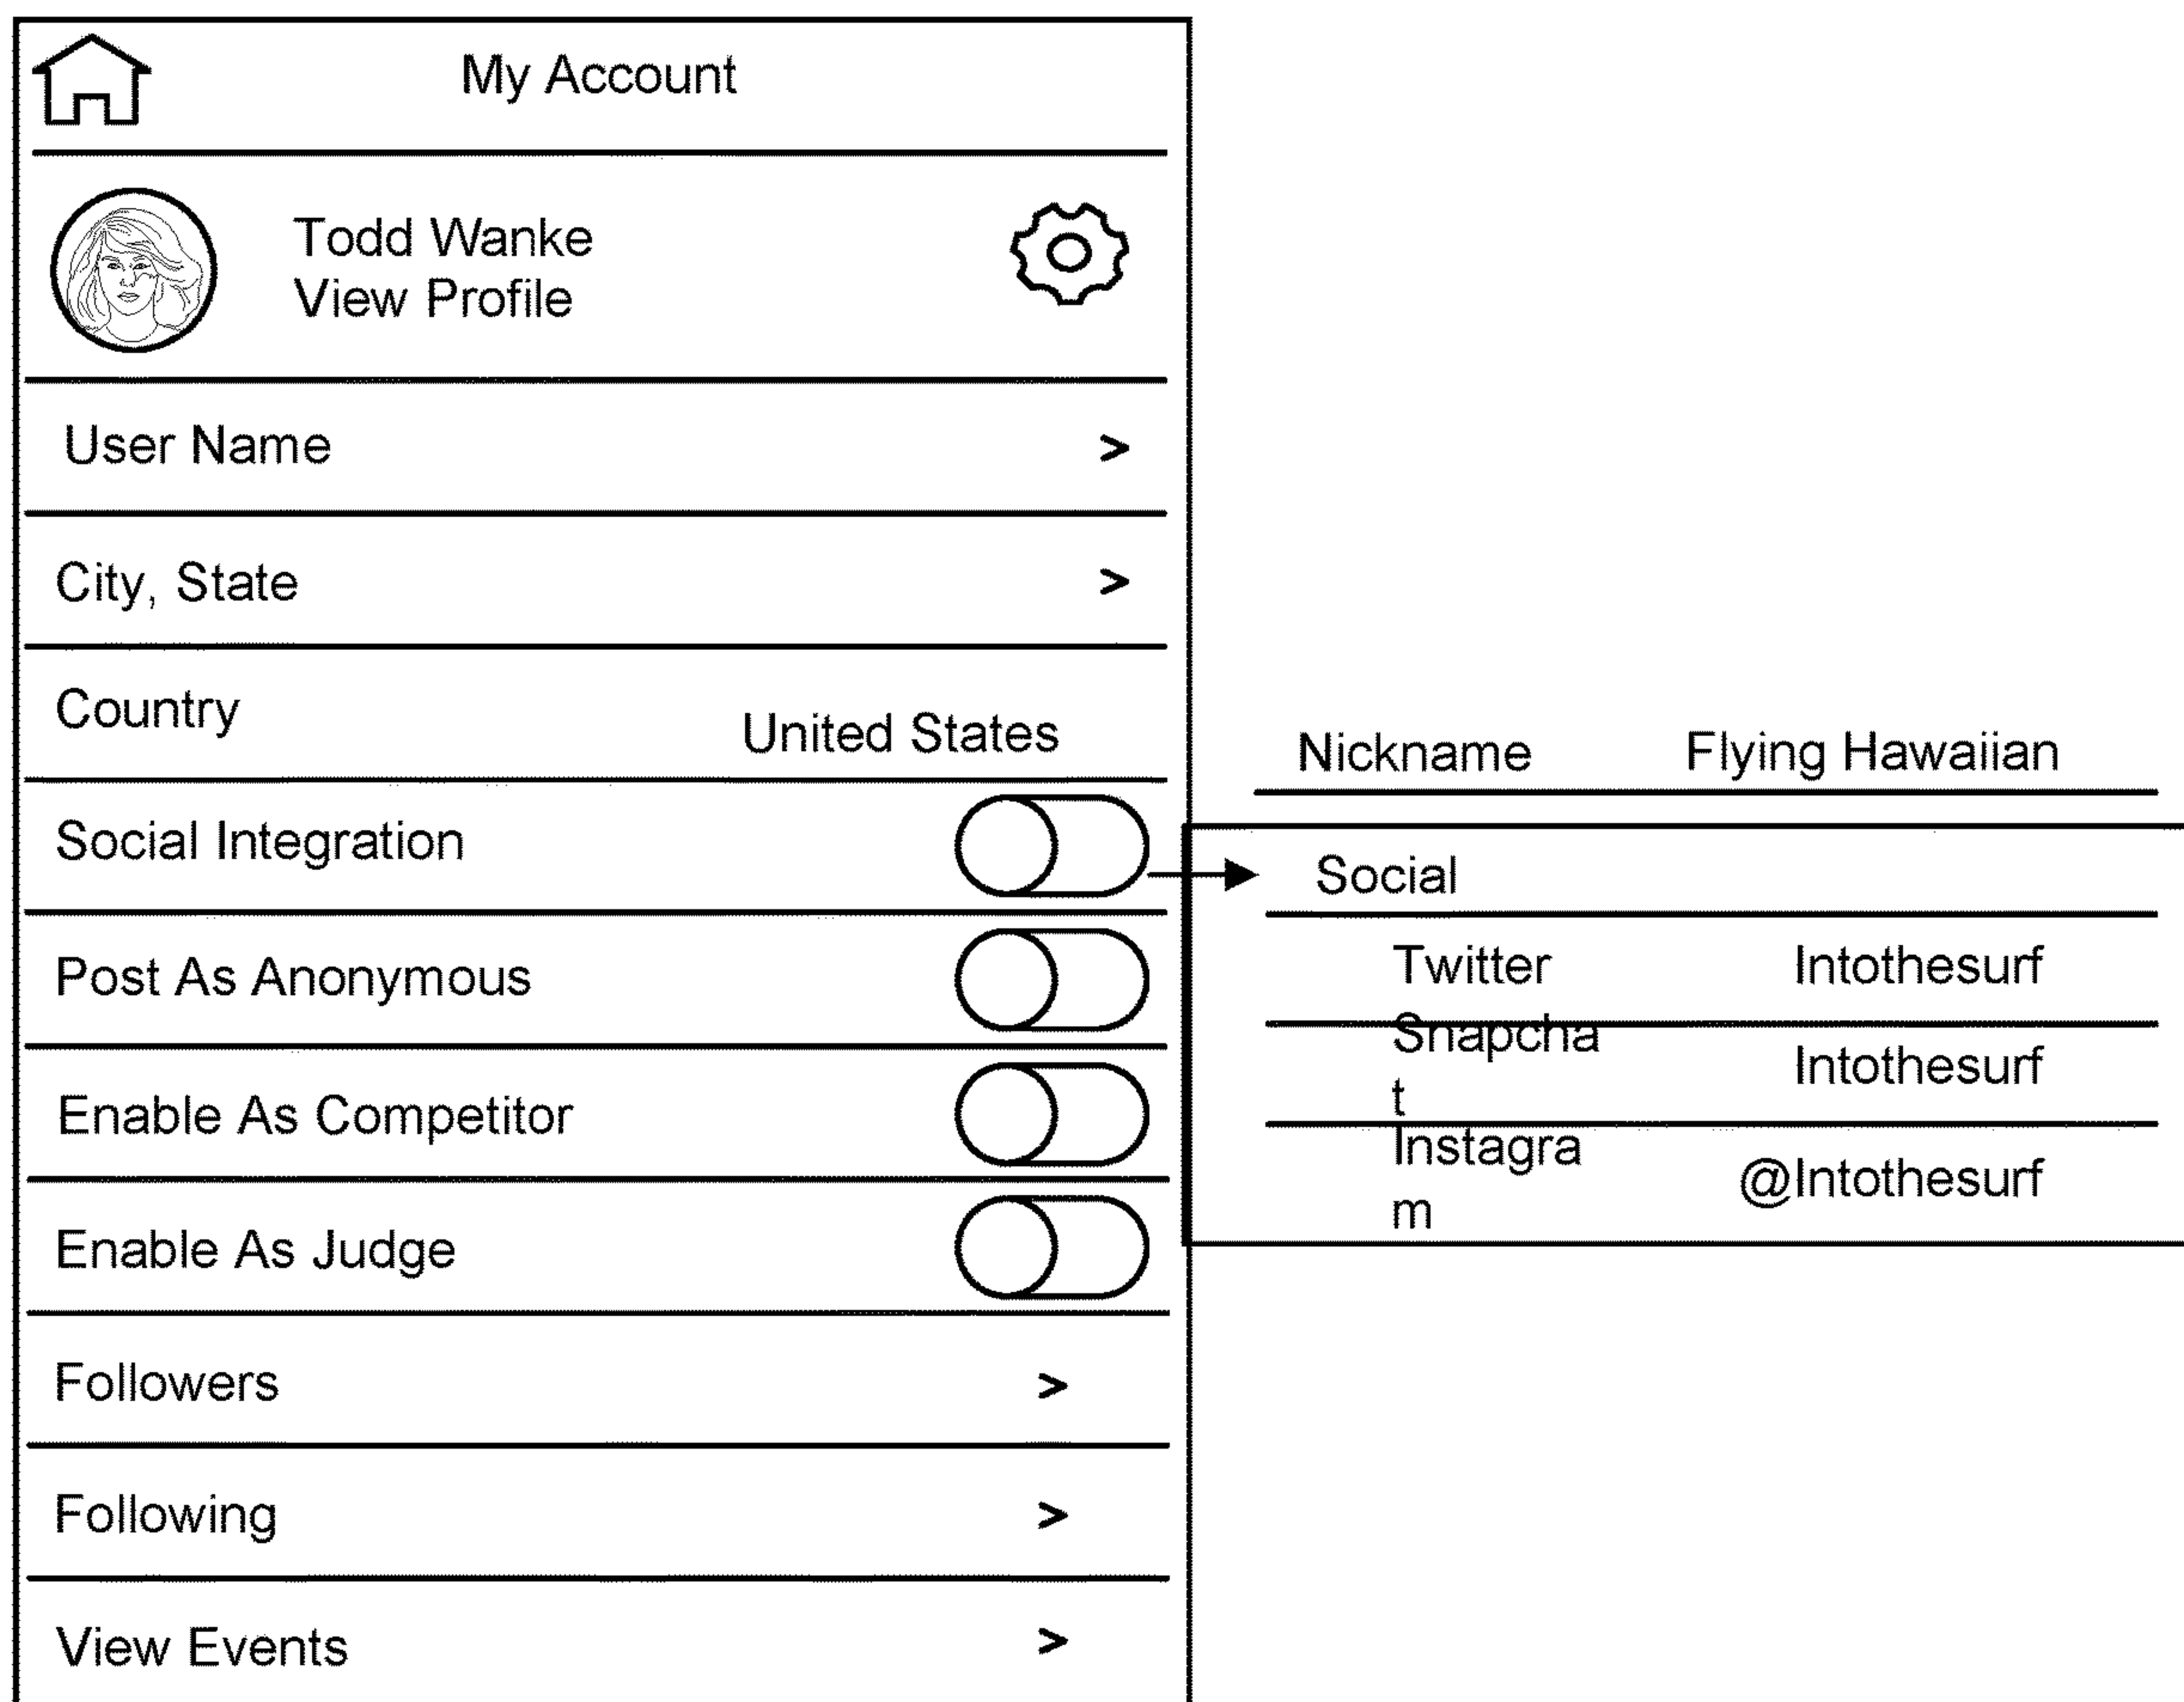 My Account
Todd Wanke
View Profile
User Name >
City, State >
Country United States
Social Integration
Post As Anonymous
Enable As Competitor
Enable As Judge
Followers >
Following >
View Events >
Nickname Flying Hawaiian
Social
Twitter Intothesurf
Snapcha
t
Intothesurf
Instagra
m
@Intothesurf